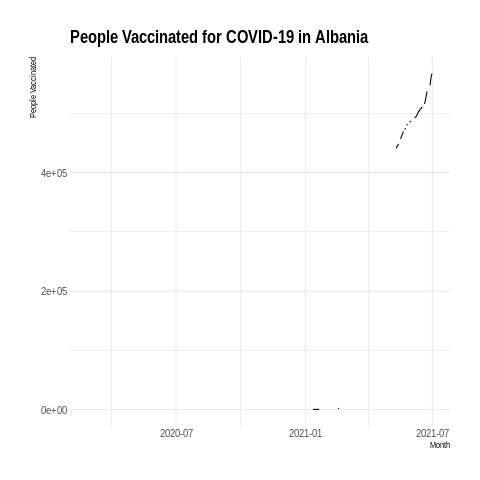 People Vaccinated for COVID-19 in Albania
People Vaccinated
4e+05
2e+05
0e+00
2020-07
2021-01
2021-07
Month